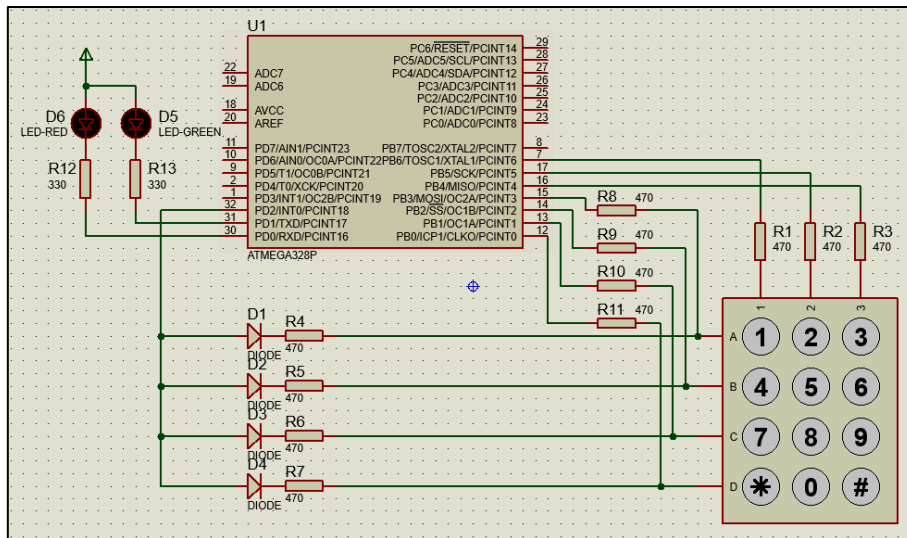 U1
22 ADC7
19 ADC6
18 AVCC
20 AREF
11 PD7/AIN1/PCINT23
10 PD6/AIN0/OC0A/PCINT22
9 PD5/T1/OC0B/PCINT21
2 PD4/T0/XCK/PCINT20
1 PD3/INT1/OC2B/PCINT19
32 PD2/INT0/PCINT18
31 PD1/TXD/PCINT17
30 PD0/RXD/PCINT16
PC6/RESET/PCINT14 29
PC5/ADC5/SCL/PCINT13 28
PC4/ADC4/SDA/PCINT12 27
PC3/ADC3/PCINT11 26
PC2/ADC2/PCINT10 25
PC1/ADC1/PCINT9 24
PC0/ADC0/PCINT8 23
PB7/TOSC2/XTAL2/PCINT7 8
PB6/TOSC1/XTAL1/PCINT6 7
PB5/SCK/PCINT5 17
PB4/MISO/PCINT4 16
PB3/MOSI/OC2A/PCINT3 15
PB2/SS/OC1B/PCINT2 14
PB1/OC1A/PCINT1 13
PB0/ICP1/CLKO/PCINT0 12
ATMEGA328P
D6
LED-RED
D5
LED-GREEN
R12
330
R13
330
R8 470
R9 470
R10 470
R11 470
R1
470
R2
470
R3
470
D1
DIODE
R4
470
D2
DIODE
R5
470
D3
DIODE
R6
470
D4
DIODE
R7
470
1 2 3
A 1 2 3
B 4 5 6
C 7 8 9
D * 0 #